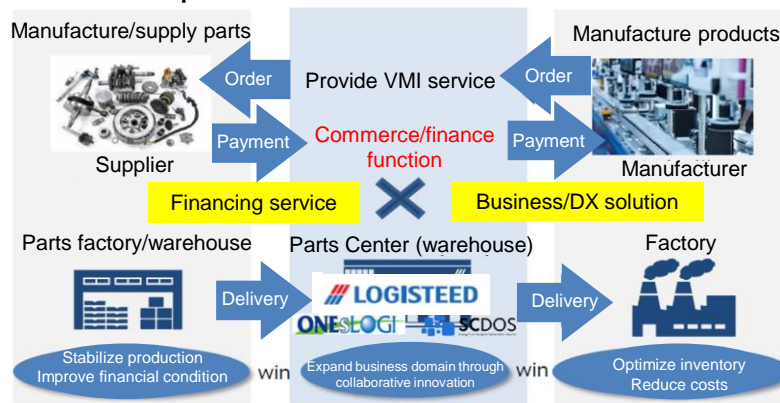 Manufacture/supply parts
Manufacture products
Order
Provide VMI service
Order
Payment
Commerce/finance
function
Payment
Supplier
Manufacturer
Financing service
Business/DX solution
Parts factory/warehouse
Parts Center (warehouse)
Factory
Delivery
LOGISTEED
Delivery
ONEsLOGI
SCDOS
Stabilize production
Improve financial condition
win
Expand business domain through
collaborative innovation
win
Optimize inventory
Reduce costs